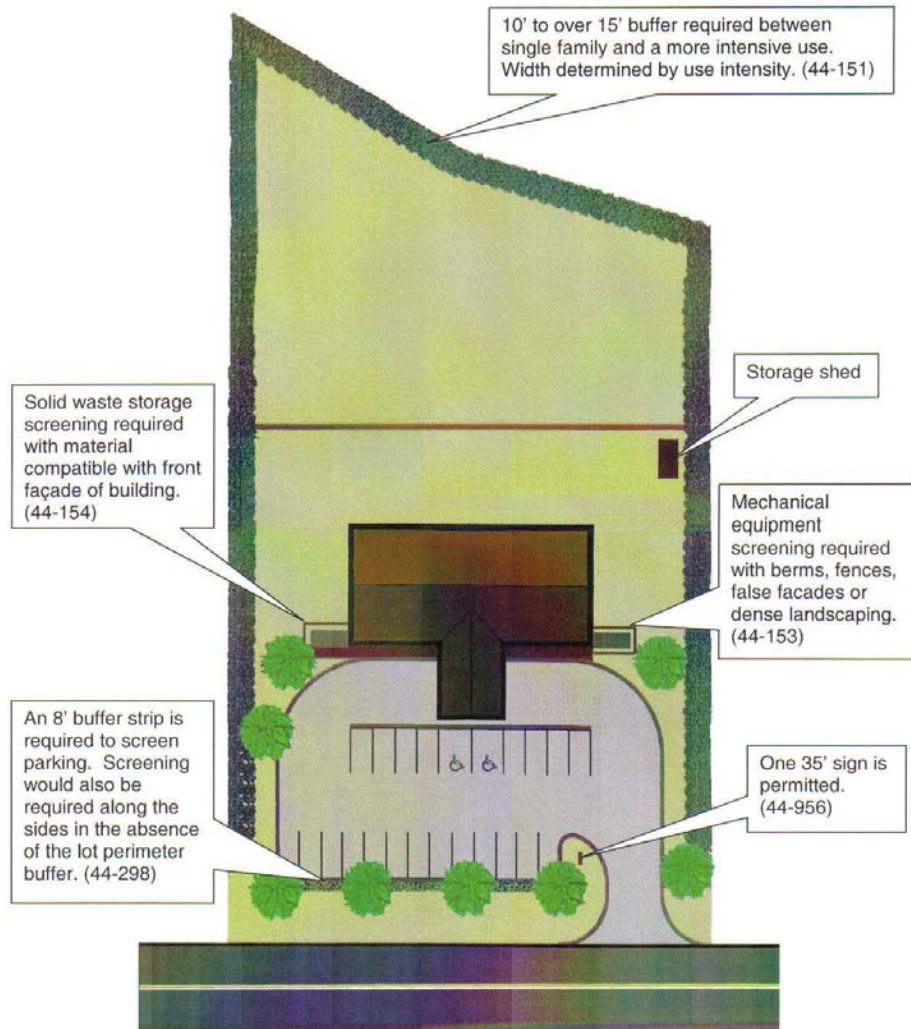 10' to over 15' buffer required between
single family and a more intensive use.
Width determined by use intensity. (44-151)
Storage shed
Solid waste storage
screening required
with material
compatible with front
façade of building.
(44-154)
Mechanical
equipment
screening required
with berms, fences,
false facades or
dense landscaping.
(44-153)
An 8' buffer strip is
required to screen
parking. Screening
would also be
required along the
sides in the absence
of the lot perimeter
buffer. (44-298)
One 35' sign is
permitted.
(44-956)